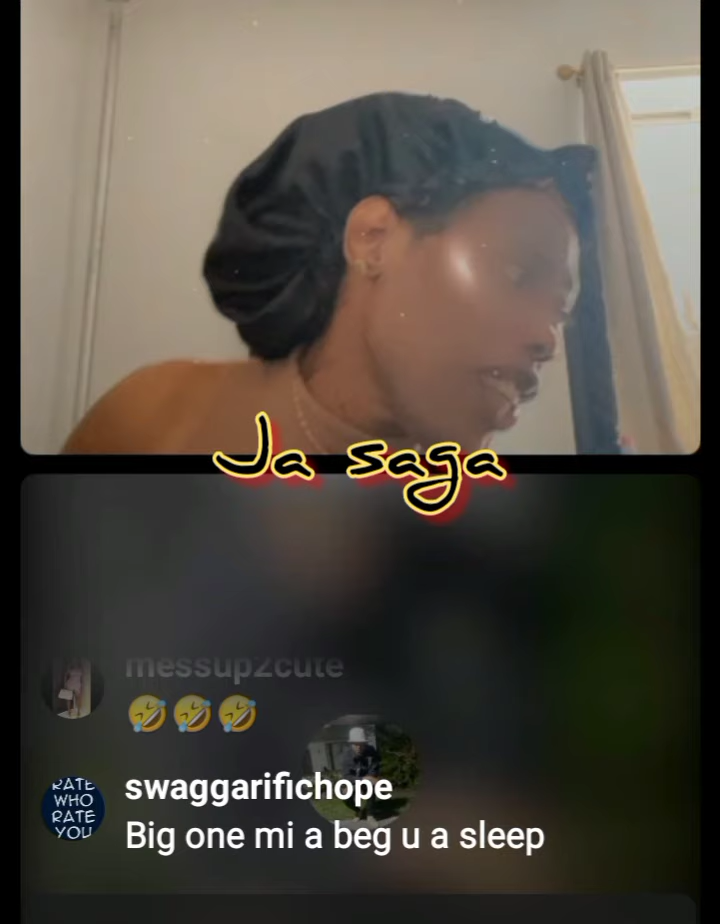 Ja saga
messup2cute
🤣🤣🤣
RATE
WHO
RATE
YOU
swaggarifichope
Big one mi a beg u a sleep